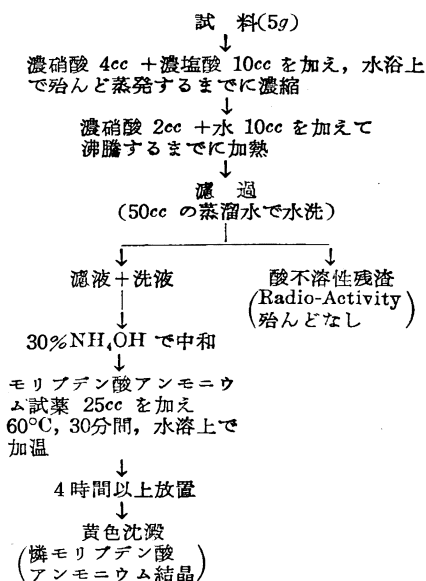 試料(5g)
濃硝酸 4cc +濃塩酸 10cc を加え，水浴上
で殆んど蒸発するまでに濃縮
濃硝酸 2cc +水 10cc を加えて
沸騰するまでに加熱
濾過
(50cc の蒸溜水で水洗)
濾液+洗液
酸不溶性残渣
(Radio-Activity
殆んどなし)
30%NH₄OH で中和
モリブデン酸アンモニウ
ム試薬 25cc を加え
60°C, 30分間, 水溶上で
加温
4時間以上放置
黄色沈澱
(燐モリブデン酸
アンモニウム結晶)